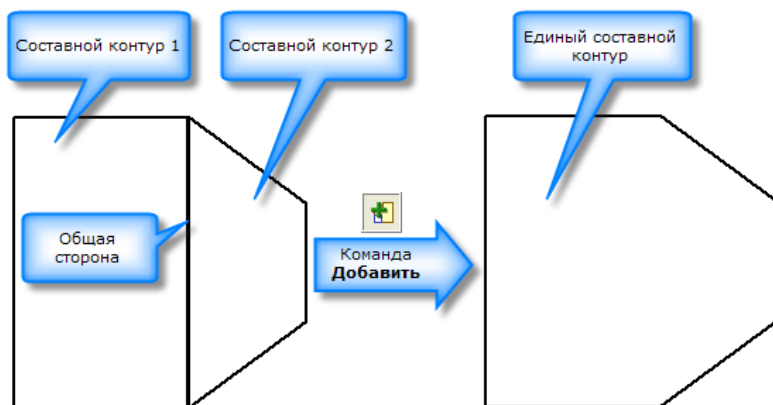 Составной контур 1
Составной контур 2
Единый составной
контур
Общая
сторона
Команда
Добавить